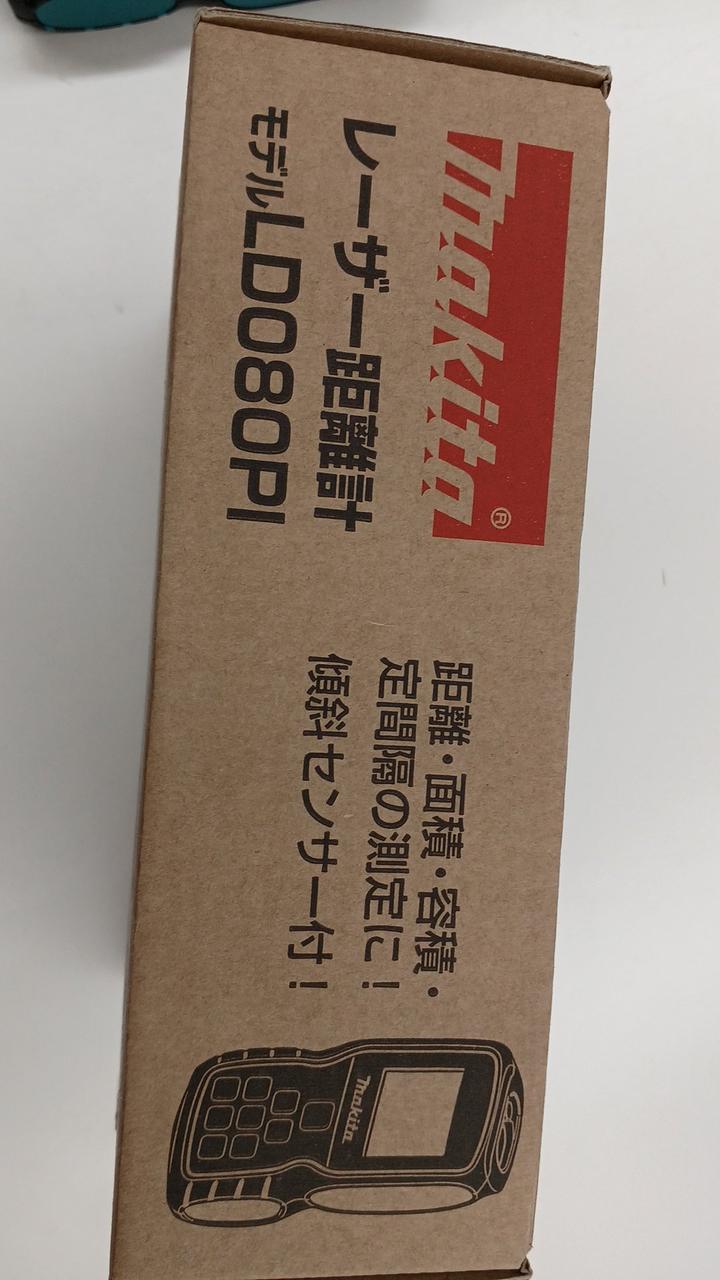 makita®
レーザー距離計
モデルLD080PI
距離・面積・容積・
定間隔の測定に！
傾斜センサー付！
makita